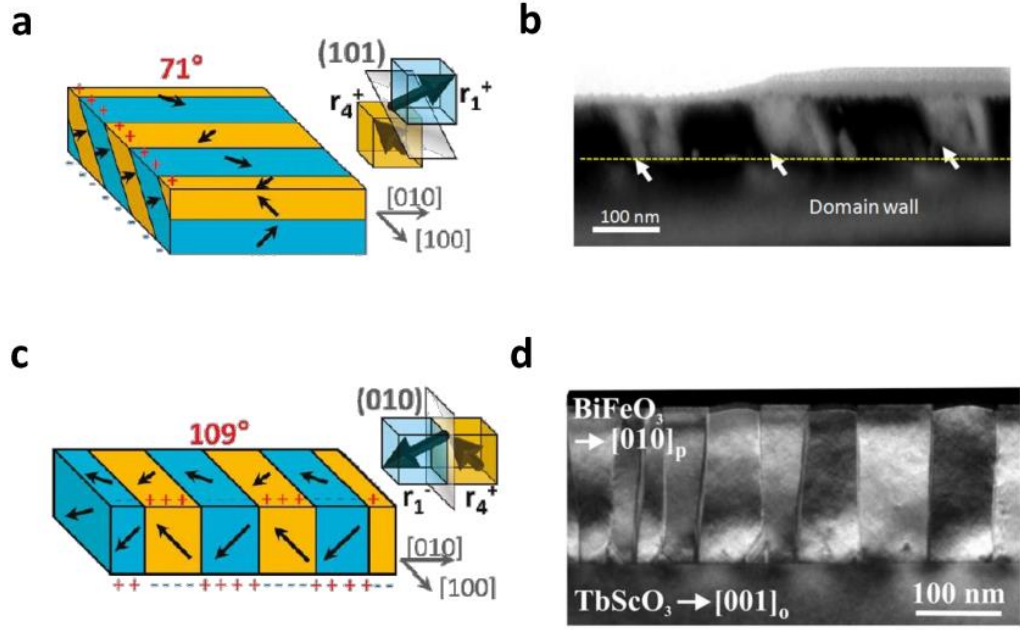 a
71°
(101)
r₄⁺
r₁⁺
+++
+++
+
- - - - - - -
[010]
[100]
b
100 nm
Domain wall
c
109°
(010)
r₁⁻
r₄⁺
+++
+++
+
[010]
[100]
++ ---- ++++ ---- ++++ --
d
BiFeO₃
→[010]ₚ
TbScO₃→[001]ₒ
100 nm